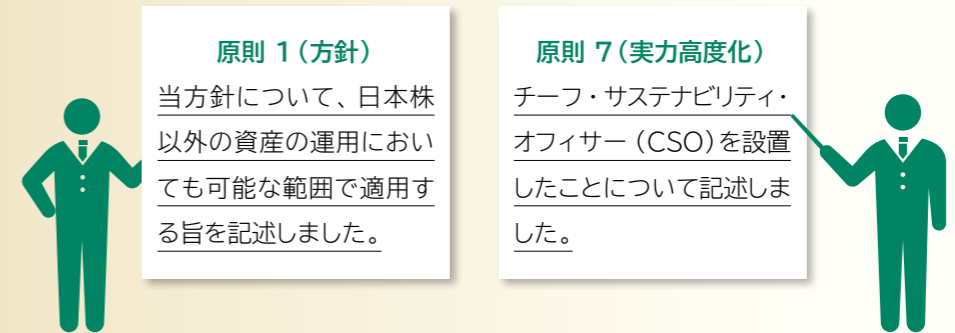 原則 1（方針）
当方針について、日本株
以外の資産の運用におい
ても可能な範囲で適用す
る旨を記述しました。
原則 7（実力高度化）
チーフ・サステナビリティ・
オフィサー（CSO）を設置
したことについて記述しま
した。